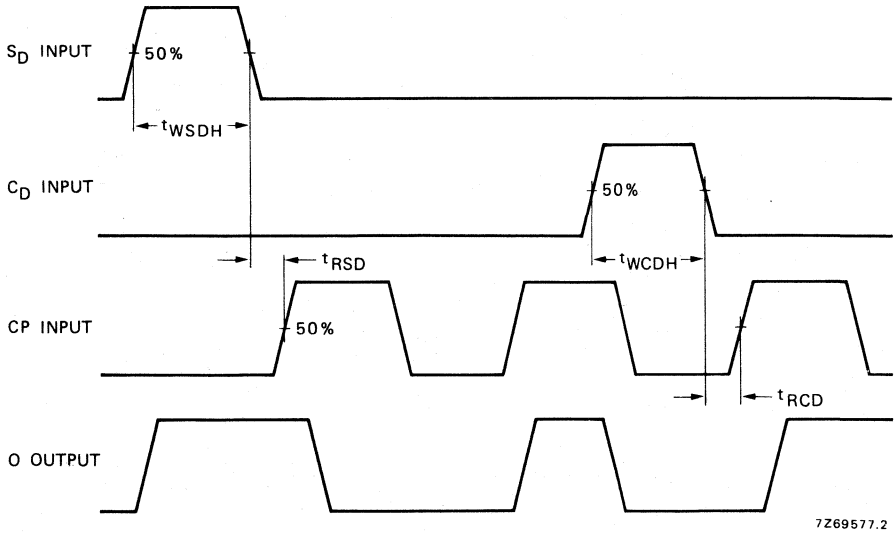 SD INPUT
50%
tWSDH
CD INPUT
50%
tWCDH
tRSD
CP INPUT
50%
tRCD
O OUTPUT
7Z69577.2